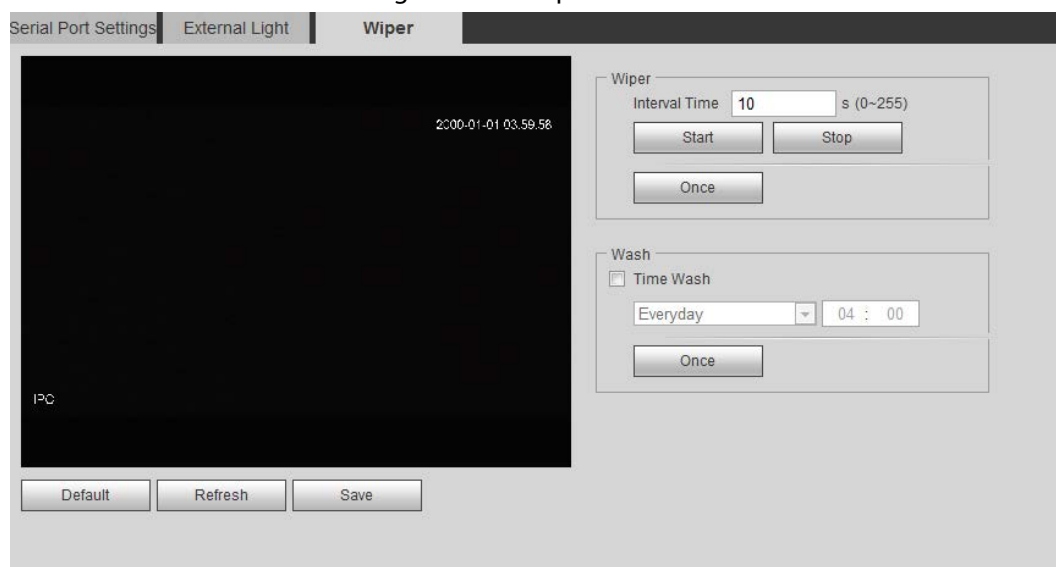 Serial Port Settings External Light Wiper
2000-01-01 03.59.58
IPC
Default Refresh Save
Wiper
Interval Time 10 s (0~255)
Start Stop
Once
Wash
Time Wash
Everyday 04 : 00
Once